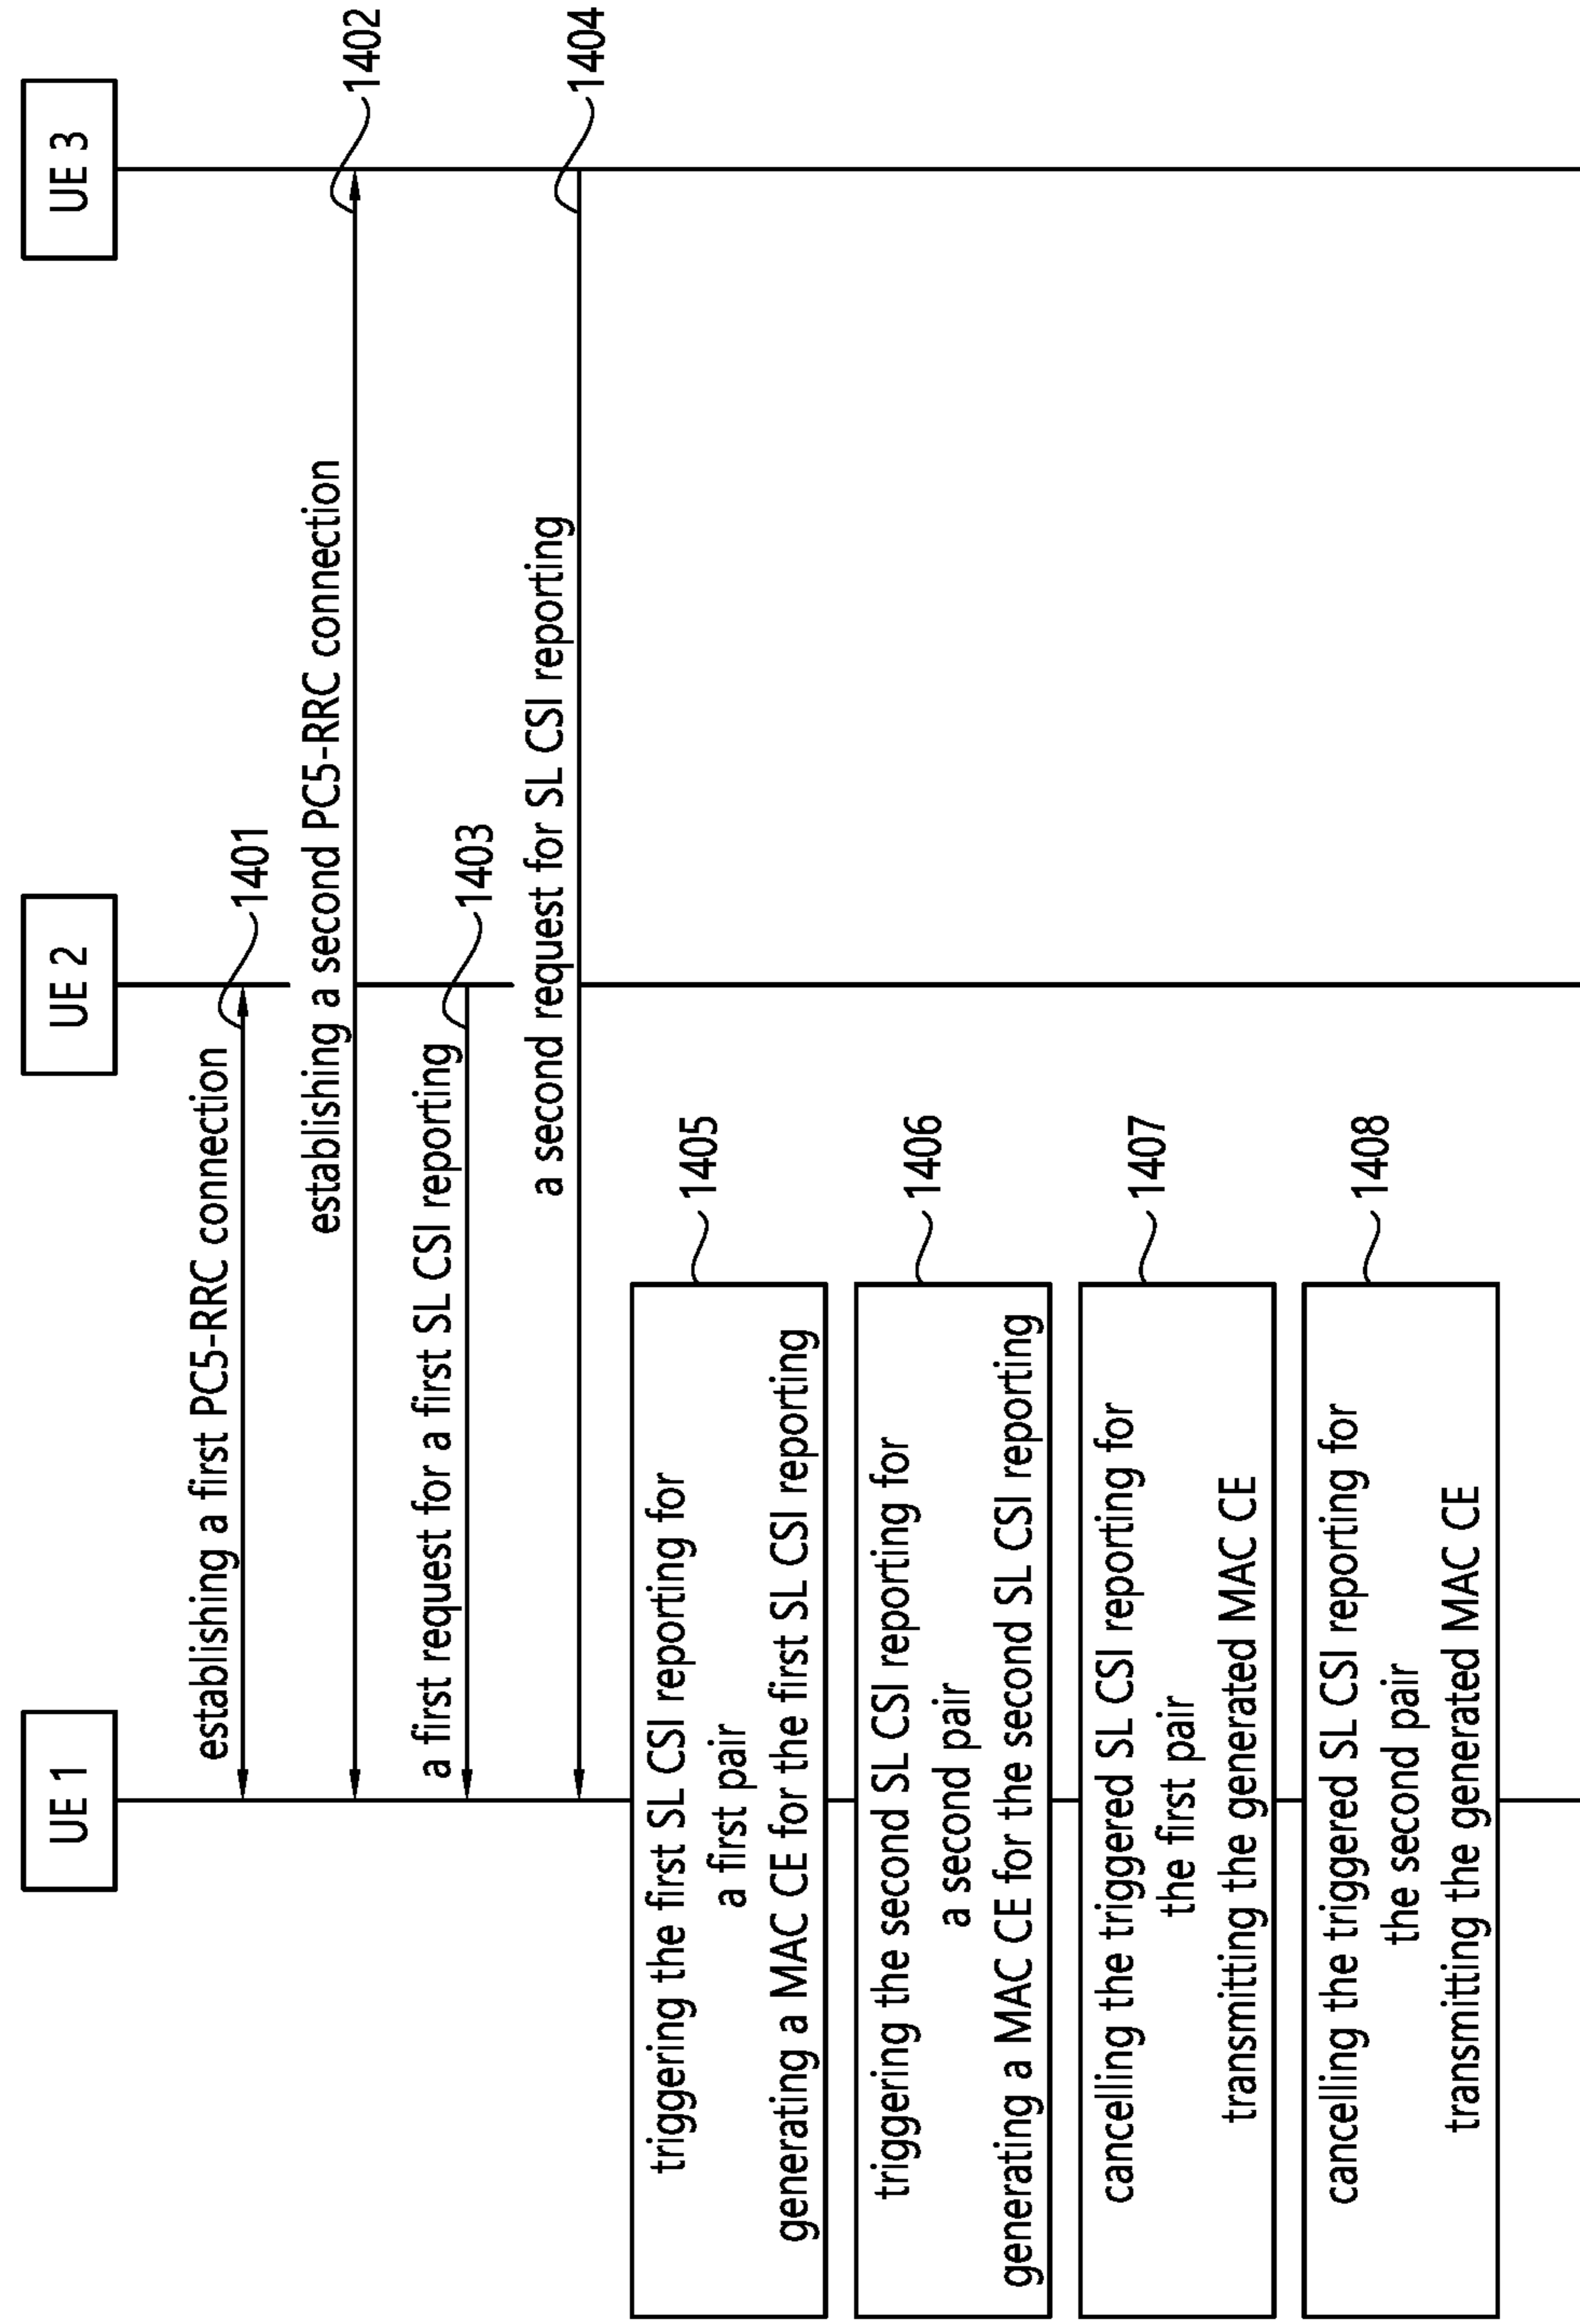 UE 1
UE 2
UE 3
establishing a first PC5-RRC connection
1401
establishing a second PC5-RRC connection
1402
a first request for a first SL CSI reporting
1403
a second request for SL CSI reporting
1404
triggering the first SL CSI reporting for
a first pair
generating a MAC CE for the first SL CSI reporting
1405
triggering the second SL CSI reporting for
a second pair
generating a MAC CE for the second SL CSI reporting
1406
cancelling the triggered SL CSI reporting for
the first pair
transmitting the generated MAC CE
1407
cancelling the triggered SL CSI reporting for
the second pair
transmitting the generated MAC CE
1408